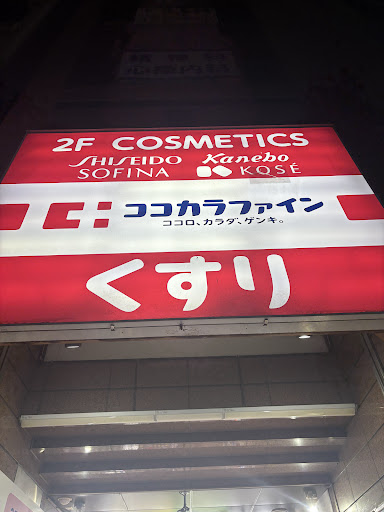 2F COSMETICS
SHISEIDO Kanebo
SOFINA KOSÉ
ココカラファイン
ココロ、カラダ、ゲンキ。
くすり